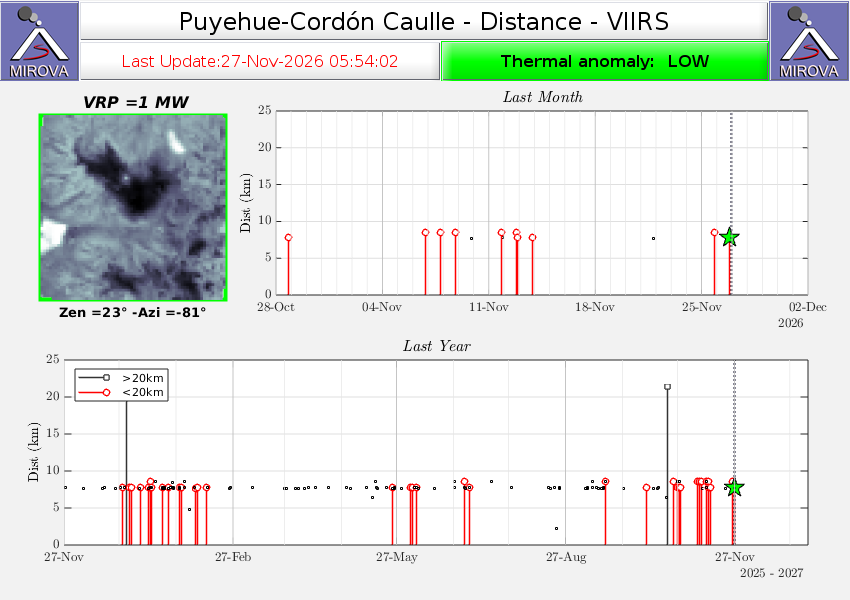 Puyehue-Cordón Caulle - Distance - VIIRS
MIROVA
Last Update:27-Nov-2026 05:54:02
Thermal anomaly: LOW
MIROVA
VRP =1 MW
Zen =23° -Azi =-81°
Last Month
Dist (km)
25
20
15
10
5
0
28-Oct
04-Nov
11-Nov
18-Nov
25-Nov
02-Dec
2026
Last Year
Dist (km)
25
20
15
10
5
0
>20km
<20km
27-Nov
27-Feb
27-May
27-Aug
27-Nov
2025 - 2027